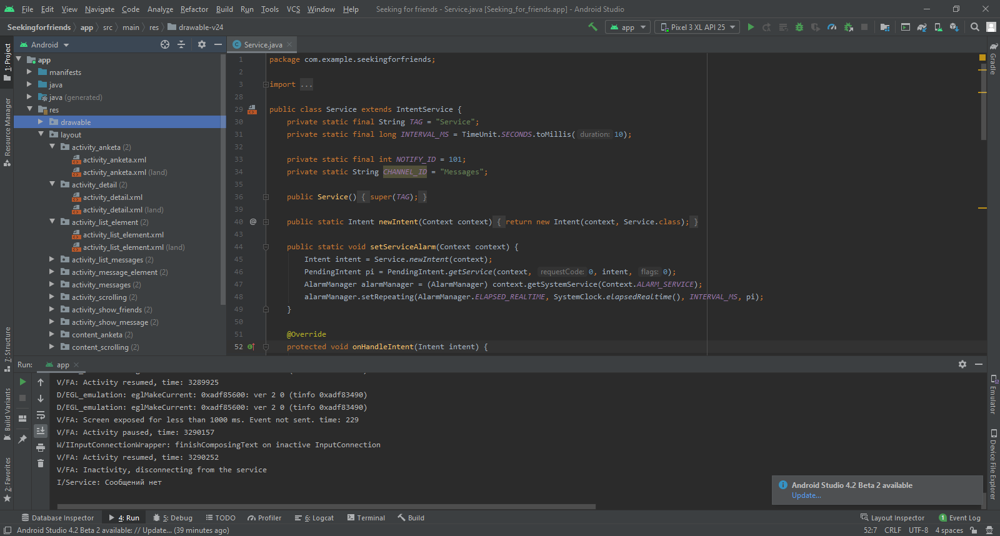 File Edit View Navigate Code Analyze Refactor Build Run Tools VCS Window Help Seeking for friends - Service.java [Seeking_for_friends.app] - Android Studio
Seekingforfriends app src main res drawable-v24 app Pixel 3 XL API 25
1: Project
Resource Manager
7: Structure
Build Variants
2: Favorites
Android
app
manifests
java
java (generated)
res
drawable
layout
activity_anketa (2)
activity_anketa.xml
activity_anketa.xml (land)
activity_detail (2)
activity_detail.xml
activity_detail.xml (land)
activity_list_element (2)
activity_list_element.xml
activity_list_element.xml (land)
activity_list_messages (2)
activity_message_element (2)
activity_messages (2)
activity_scrolling (2)
activity_show_friends (2)
activity_show_message (2)
content_anketa (2)
content_scrolling (2)
Service.java
1 package com.example.seekingforfriends;
2
3 import ...
28
29 public class Service extends IntentService {
30 private static final String TAG = "Service";
31 private static final long INTERVAL_MS = TimeUnit.SECONDS.toMillis( duration: 10);
32
33 private static final int NOTIFY_ID = 101;
34 private static String CHANNEL_ID = "Messages";
35
36 public Service() { super(TAG); }
39
40 @ public static Intent newIntent(Context context) { return new Intent(context, Service.class); }
43
44 public static void setServiceAlarm(Context context) {
45 Intent intent = Service.newIntent(context);
46 PendingIntent pi = PendingIntent.getService(context, requestCode: 0, intent, flags: 0);
47 AlarmManager alarmManager = (AlarmManager) context.getSystemService(Context.ALARM_SERVICE);
48 alarmManager.setRepeating(AlarmManager.ELAPSED_REALTIME, SystemClock.elapsedRealtime(), INTERVAL_MS, pi);
49 }
50
51 @Override
52 protected void onHandleIntent(Intent intent) {
Gradle
Emulator
Device File Explorer
Run: app
V/FA: Activity resumed, time: 3289925
D/EGL_emulation: eglMakeCurrent: 0xadf85600: ver 2 0 (tinfo 0xadf83490)
D/EGL_emulation: eglMakeCurrent: 0xadf85600: ver 2 0 (tinfo 0xadf83490)
V/FA: Screen exposed for less than 1000 ms. Event not sent. time: 229
V/FA: Activity paused, time: 3290157
W/IInputConnectionWrapper: finishComposingText on inactive InputConnection
V/FA: Activity resumed, time: 3290252
V/FA: Inactivity, disconnecting from the service
I/Service: Сообщений нет
Android Studio 4.2 Beta 2 available
Update...
Database Inspector 4: Run 5: Debug TODO Profiler 6: Logcat Terminal Build Layout Inspector 1 Event Log
Android Studio 4.2 Beta 2 available: // Update... (39 minutes ago) 52:7 CRLF UTF-8 4 spaces